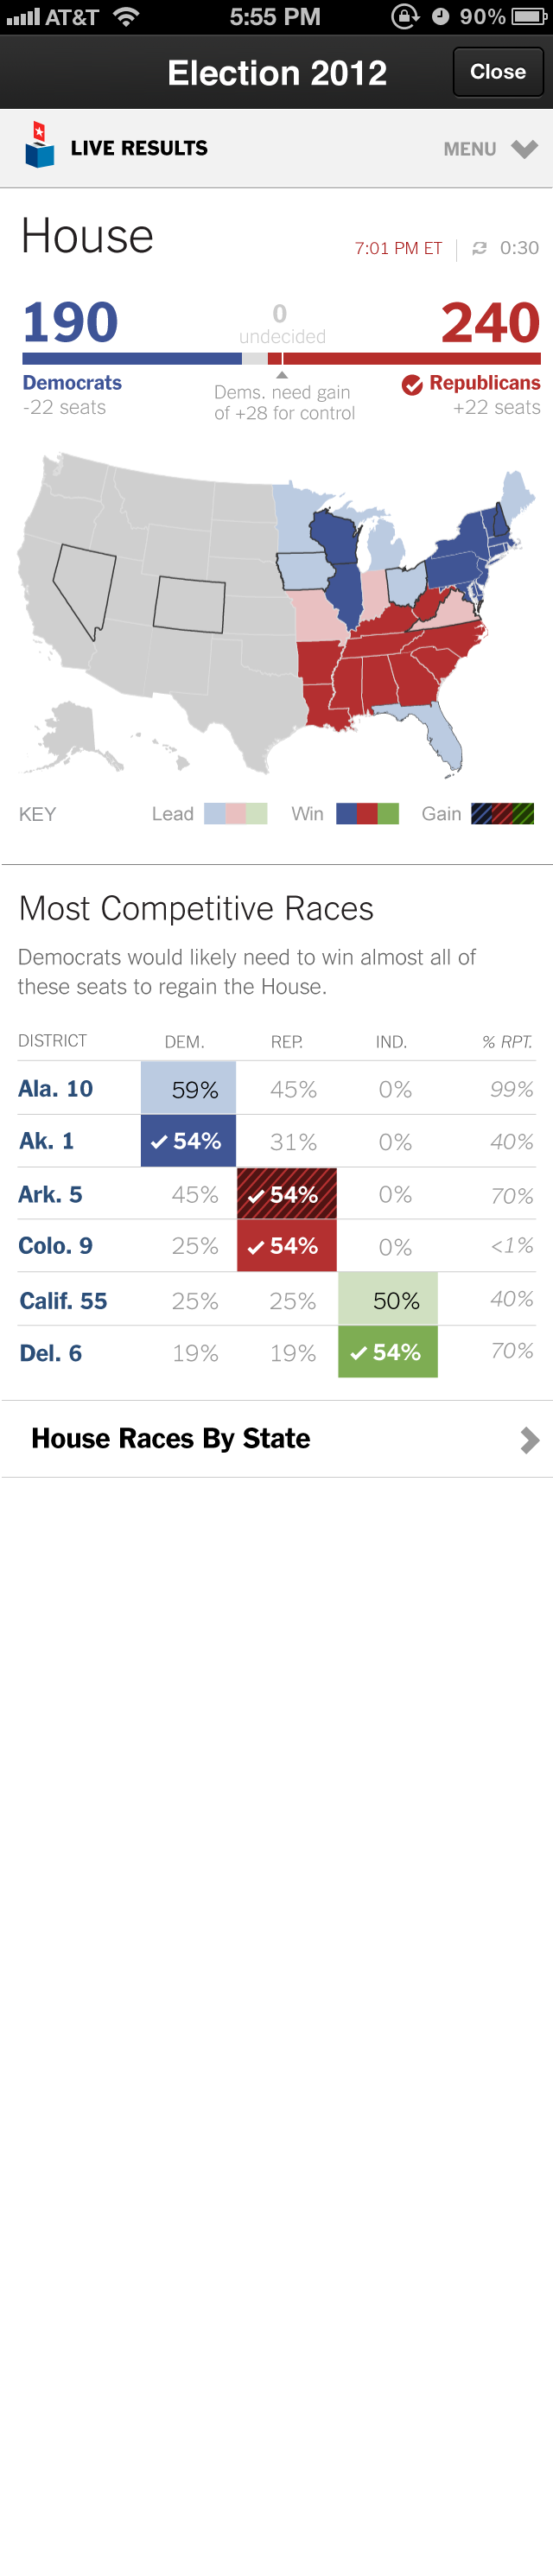 AT&T 5:55 PM 90%
Election 2012 Close
LIVE RESULTS MENU
House 7:01 PM ET 0:30
190 0 240
undecided
Democrats Dems. need gain Republicans
-22 seats of +28 for control +22 seats
KEY Lead Win Gain
Most Competitive Races
Democrats would likely need to win almost all of
these seats to regain the House.
DISTRICT DEM. REP. IND. % RPT.
Ala. 10 59% 45% 0% 99%
Ak. 1 54% 31% 0% 40%
Ark. 5 45% 54% 0% 70%
Colo. 9 25% 54% 0% <1%
Calif. 55 25% 25% 50% 40%
Del. 6 19% 19% 54% 70%
House Races By State